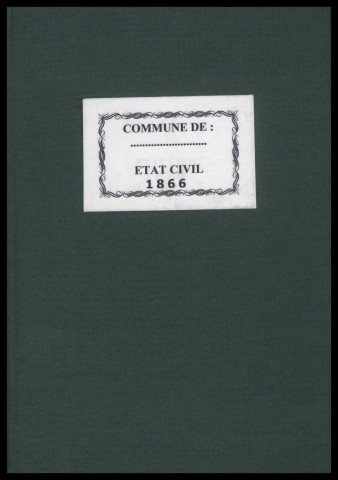 COMMUNE DE :
..........................
ETAT CIVIL
1866